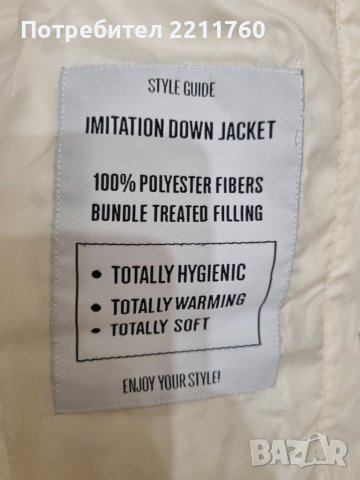 Потребител 2211760
STYLE GUIDE
IMITATION DOWN JACKET
100% POLYESTER FIBERS
BUNDLE TREATED FILLING
• TOTALLY HYGIENIC
• TOTALLY WARMING
• TOTALLY SOFT
ENJOY YOUR STYLE!
BAZAR